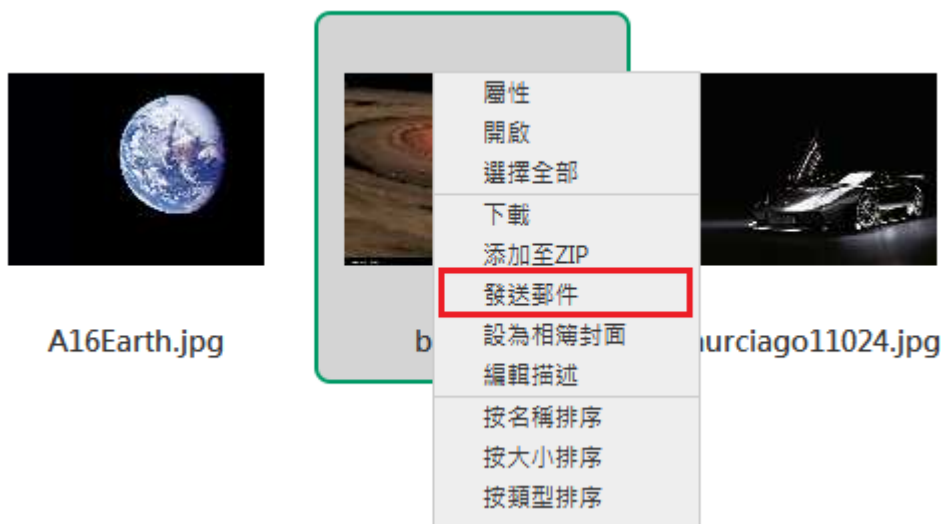 屬性
開啟
選擇全部
下載
添加至ZIP
發送郵件
設為相簿封面
編輯描述
按名稱排序
按大小排序
按類型排序
A16Earth.jpg
b
urciago11024.jpg